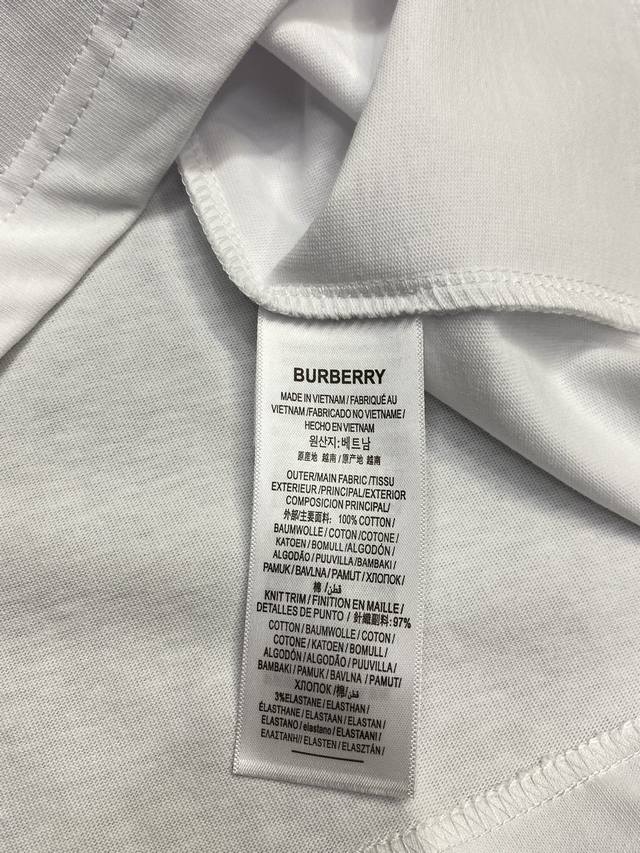 BURBERRY
MADE IN VIETNAM / FABRIQUÉ AU
VIETNAM /FABRICADO NO VIETNAME /
HECHO EN VIETNAM
원산지:베트남
原産地 越南 / 原产地 越南
OUTER/MAIN FABRIC /TISSU
EXTERIEUR /PRINCIPAL/EXTERIOR
COMPOSICION PRINCIPAL/
外部/主要面料: 100% COTTON /
BAUMWOLLE / COTON /COTONE /
KATOEN / BOMULL /ALGODÓN /
ALGODÃO / PUUVILLA /BAMBAKI /
PAMUK / BAVLNA / PAMUT / ХЛОПОК /
棉 /قطن
KNIT TRIM / FINITION EN MAILLE /
DETALLES DE PUNTO / 針織副料:97%
COTTON / BAUMWOLLE / COTON /
COTONE / KATOEN / BOMULL /
ALGODÓN / ALGODÃO / PUUVILLA /
BAMBAKI / PAMUK / BAVLNA / PAMUT/
ХЛОПОК /棉/قطن
3%ELASTANE / ELASTHAN /
ÉLASTHANE / ELASTAAN / ELASTAN /
ELASTANO / elastano / ELASTAANI /
ΕΛΑΣΤΑΝΗ// ELASTEN / ELASZTÁN /